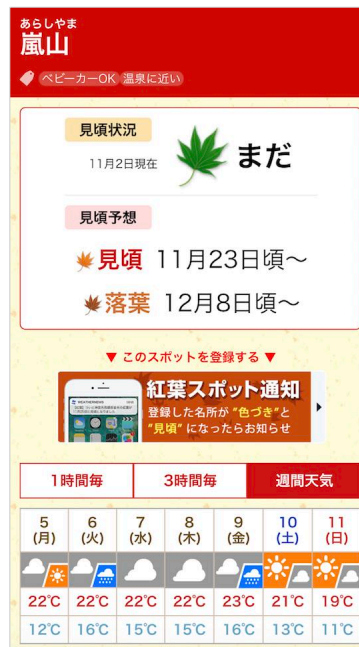 あらしやま
嵐山
ベビーカーOK 温泉に近い
見頃状況
11月2日現在
まだ
見頃予想
見頃 11月23日頃〜
落葉 12月8日頃〜
▼ このスポットを登録する ▼
紅葉スポット通知
登録した名所が "色づき"と
"見頃" になったらお知らせ
1時間毎 3時間毎 週間天気
5 6 7 8 9 10 11
(月) (火) (水) (木) (金) (土) (日)
22℃ 22℃ 22℃ 22℃ 23℃ 21℃ 19℃
12℃ 16℃ 15℃ 15℃ 16℃ 13℃ 11℃